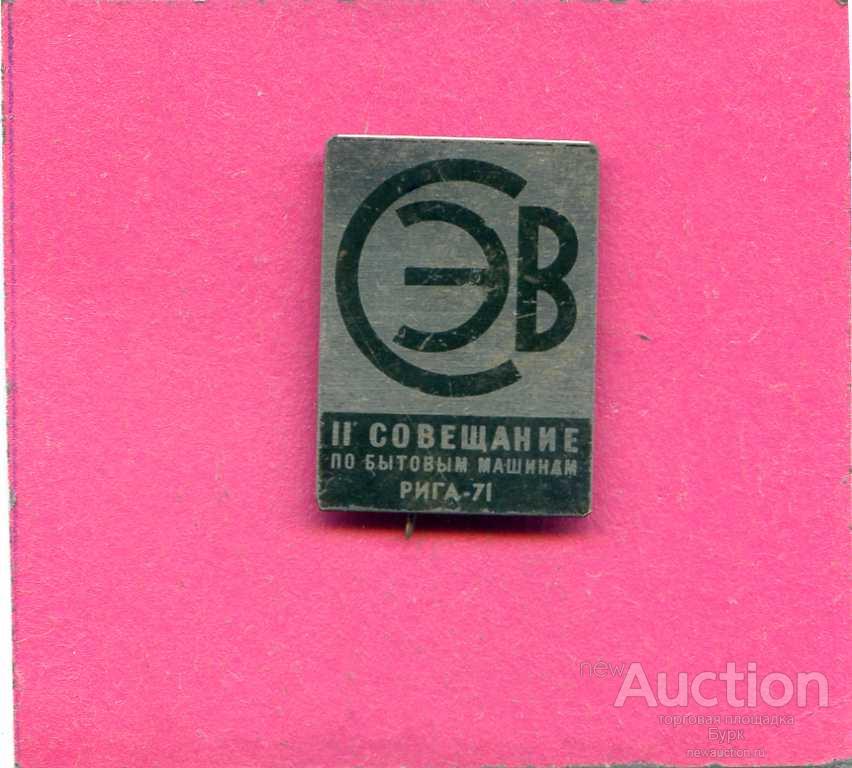 СЭВ
II СОВЕЩАНИЕ
ПО БЫТОВЫМ МАШИНАМ
РИГА-71
newAuction
торговая площадка
Бурк
newauction.ru